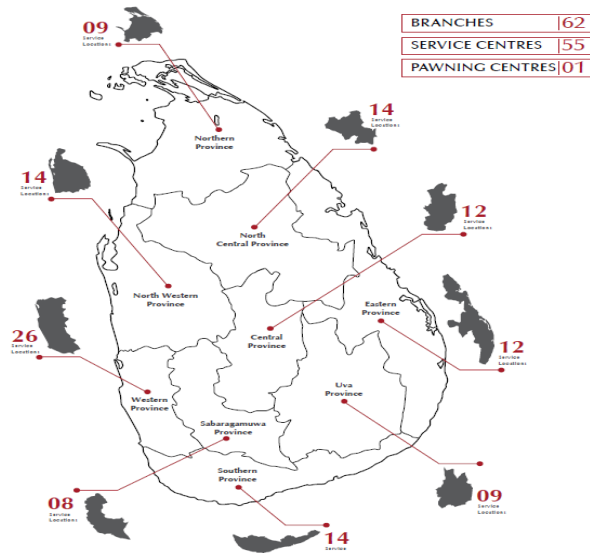 BRANCHES 62
SERVICE CENTRES 55
PAWNING CENTRES 01
09
Service
Locations
Northern
Province
14
Service
Locations
14
Service
Locations
12
Service
Locations
North
Central Province
North Western
Province
Eastern
Province
Central
Province
26
Service
Locations
12
Service
Locations
Western
Province
Uva
Province
Sabaragamuwa
Province
Southern
Province
08
Service
Locations
09
Service
Locations
14
Service